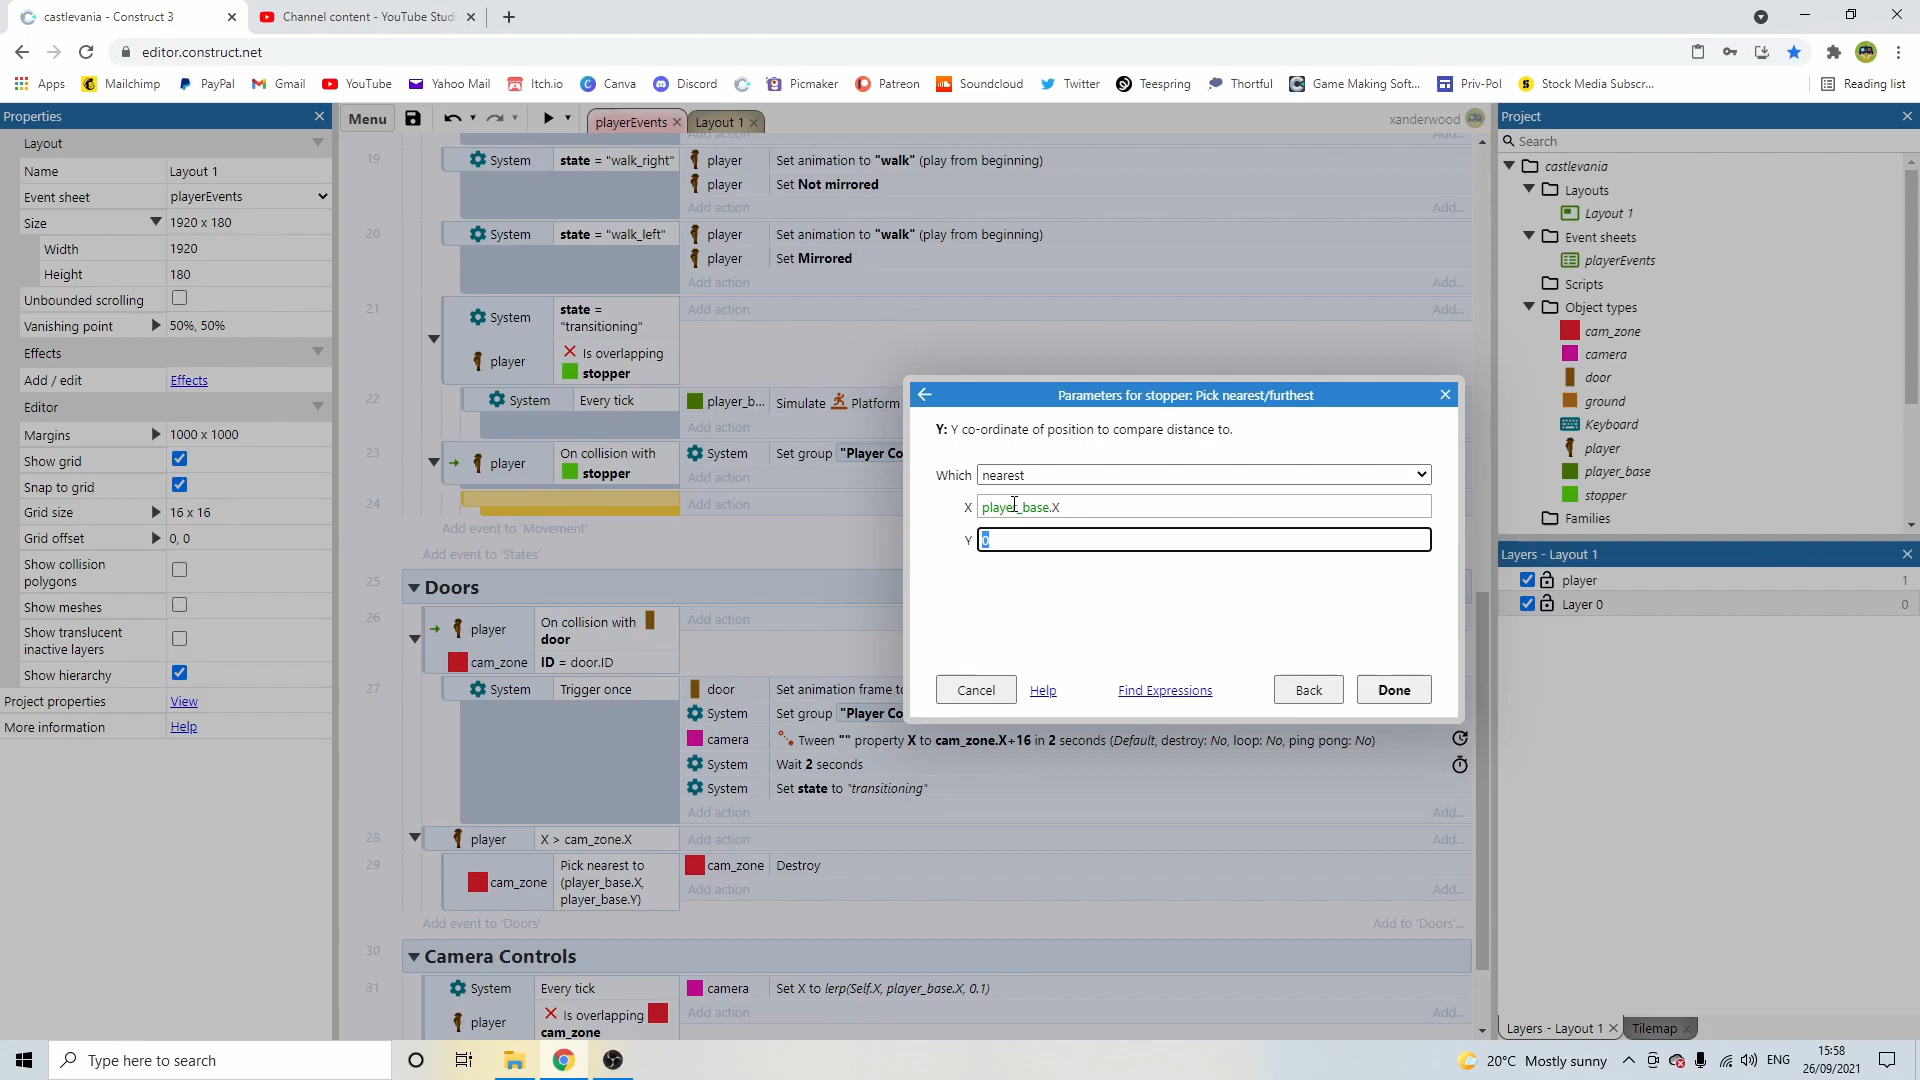 castlevania - Construct 3
Channel content - YouTube Studi
editor.construct.net
Apps
Mailchimp
PayPal
Gmail
YouTube
Yahoo Mail
Itch.io
Canva
Discord
Picmaker
Patreon
Soundcloud
Twitter
Teespring
Thortful
Game Making Soft...
Priv-Pol
Stock Media Subscr...
Reading list
Properties
Layout
Name Layout 1
Event sheet playerEvents
Size 1920 x 180
Width 1920
Height 180
Unbounded scrolling
Vanishing point 50%, 50%
Effects
Add / edit Effects
Editor
Margins 1000 x 1000
Show grid
Snap to grid
Grid size 16 x 16
Grid offset 0, 0
Show collision
polygons
Show meshes
Show translucent
inactive layers
Show hierarchy
Project properties View
More information Help
Menu
playerEvents
Layout 1
xanderwood
19 System state = "walk_right" player Set animation to "walk" (play from beginning)
player Set Not mirrored
Add action Add...
20 System state = "walk_left" player Set animation to "walk" (play from beginning)
player Set Mirrored
Add action Add...
21 System state =
"transitioning"
Add action Add...
player Is overlapping
stopper
22 System Every tick player_b... Simulate Platform
Add action
23 player On collision with
stopper
System Set group "Player Co
Add action
24 Add action
Add event to 'Movement'
Add event to 'States'
25 Doors
26 player On collision with
door
Add action
cam_zone ID = door.ID
27 System Trigger once door Set animation frame to
System Set group "Player Co
camera Tween "" property X to cam_zone.X+16 in 2 seconds (Default, destroy: No, loop: No, ping pong: No)
System Wait 2 seconds
System Set state to "transitioning"
Add action Add...
28 player X > cam_zone.X Add action Add...
29 cam_zone Pick nearest to
(player_base.X,
player_base.Y)
cam_zone Destroy
Add action Add...
Add event to 'Doors' Add to 'Doors'...
30 Camera Controls
31 System Every tick camera Set X to lerp(Self.X, player_base.X, 0.1)
player Is overlapping
cam_zone
Add action Add...
Parameters for stopper: Pick nearest/furthest
Y: Y co-ordinate of position to compare distance to.
Which nearest
X player_base.X
Y 0
Cancel
Help
Find Expressions
Back
Done
Project
Search
castlevania
Layouts
Layout 1
Event sheets
playerEvents
Scripts
Object types
cam_zone
camera
door
ground
Keyboard
player
player_base
stopper
Families
Layers - Layout 1
player 1
Layer 0 0
Layers - Layout 1
Tilemap
Type here to search
20°C Mostly sunny
ENG
15:58
26/09/2021